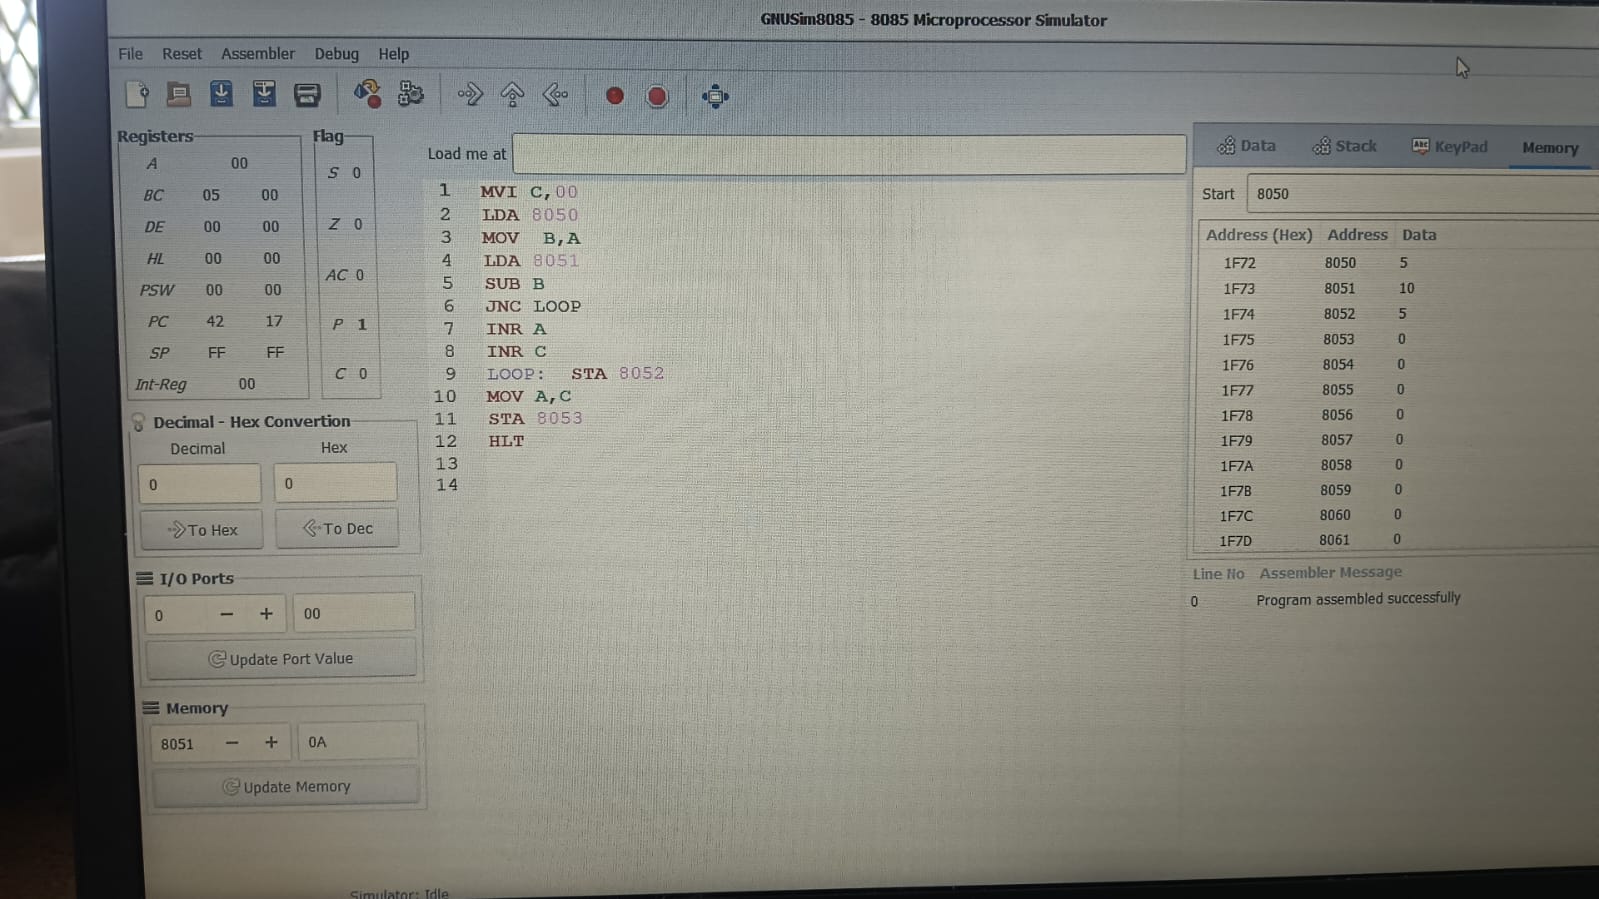 GNUSim8085 - 8085 Microprocessor Simulator
File Reset Assembler Debug Help
Registers
A 00
BC 05 00
DE 00 00
HL 00 00
PSW 00 00
PC 42 17
SP FF FF
Int-Reg 00
Flag
S 0
Z 0
AC 0
P 1
C 0
Decimal - Hex Convertion
Decimal Hex
0 0
To Hex To Dec
I/O Ports
0 − + 00
Update Port Value
Memory
8051 − + 0A
Update Memory
Load me at
1 MVI C,00
2 LDA 8050
3 MOV B,A
4 LDA 8051
5 SUB B
6 JNC LOOP
7 INR A
8 INR C
9 LOOP: STA 8052
10 MOV A,C
11 STA 8053
12 HLT
13
14
Data Stack Abc KeyPad Memory
Start 8050
Address (Hex) Address Data
1F72 8050 5
1F73 8051 10
1F74 8052 5
1F75 8053 0
1F76 8054 0
1F77 8055 0
1F78 8056 0
1F79 8057 0
1F7A 8058 0
1F7B 8059 0
1F7C 8060 0
1F7D 8061 0
Line No Assembler Message
0 Program assembled successfully
Simulator: Idle